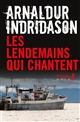 ARNALDUR
INDRIDASON
LES
LENDEMAINS
QUI CHANTENT